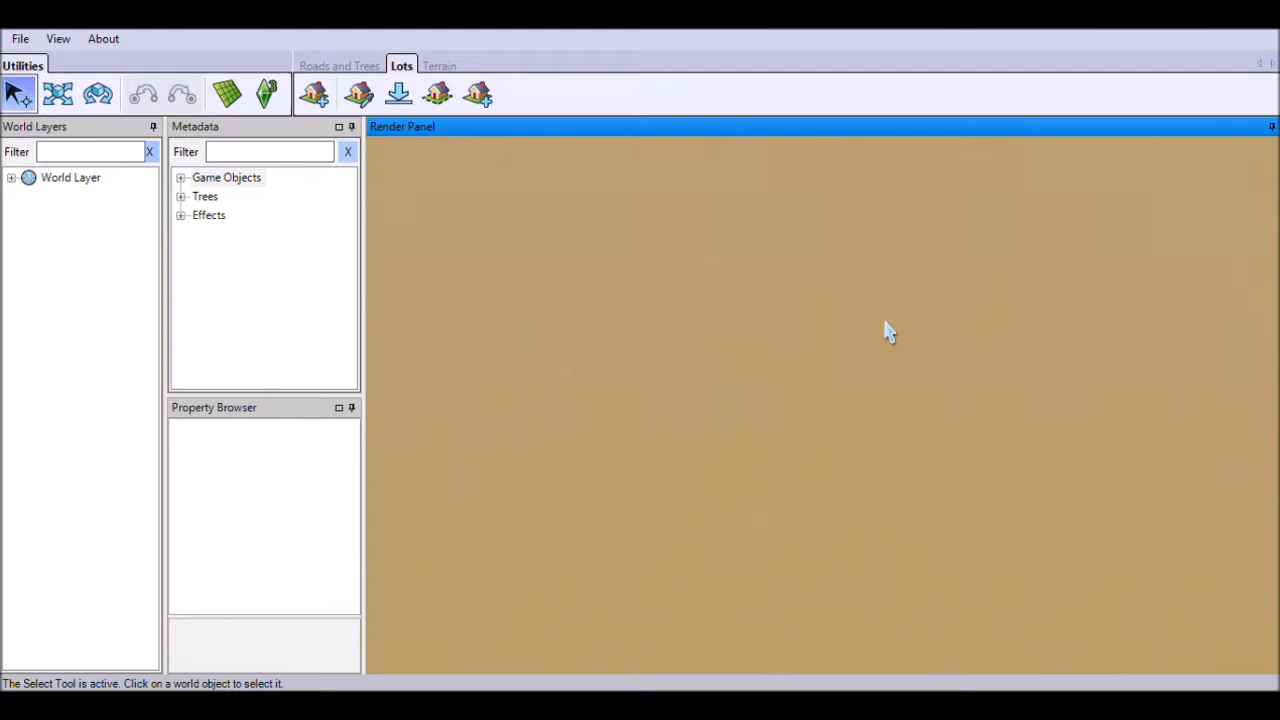 File View About
Utilities Roads and Trees Lots Terrain
World Layers Metadata Render Panel
Filter X Filter X
World Layer Game Objects
Trees
Effects
Property Browser
The Select Tool is active. Click on a world object to select it.